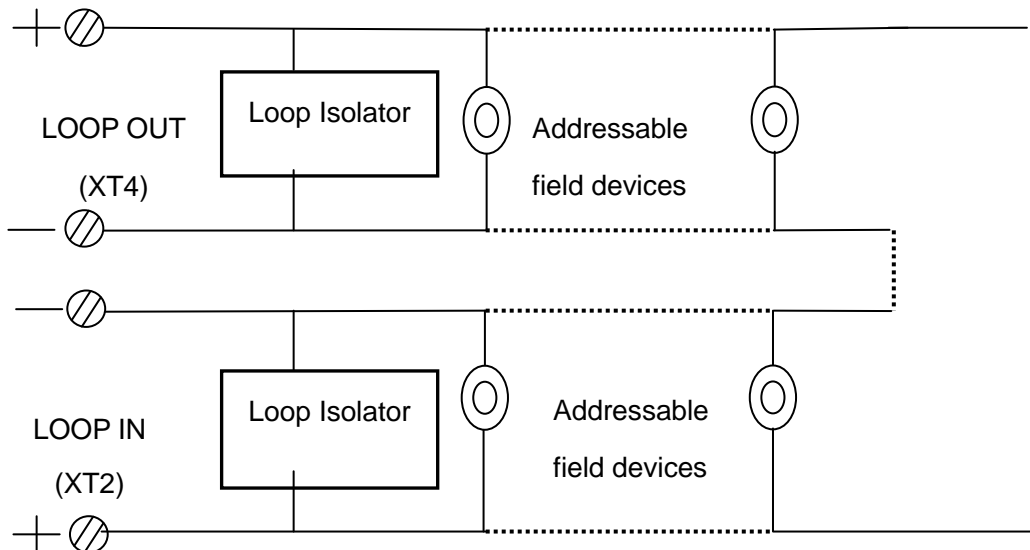 LOOP OUT
(XT4)
Loop Isolator
Addressable
field devices
LOOP IN
(XT2)
Loop Isolator
Addressable
field devices